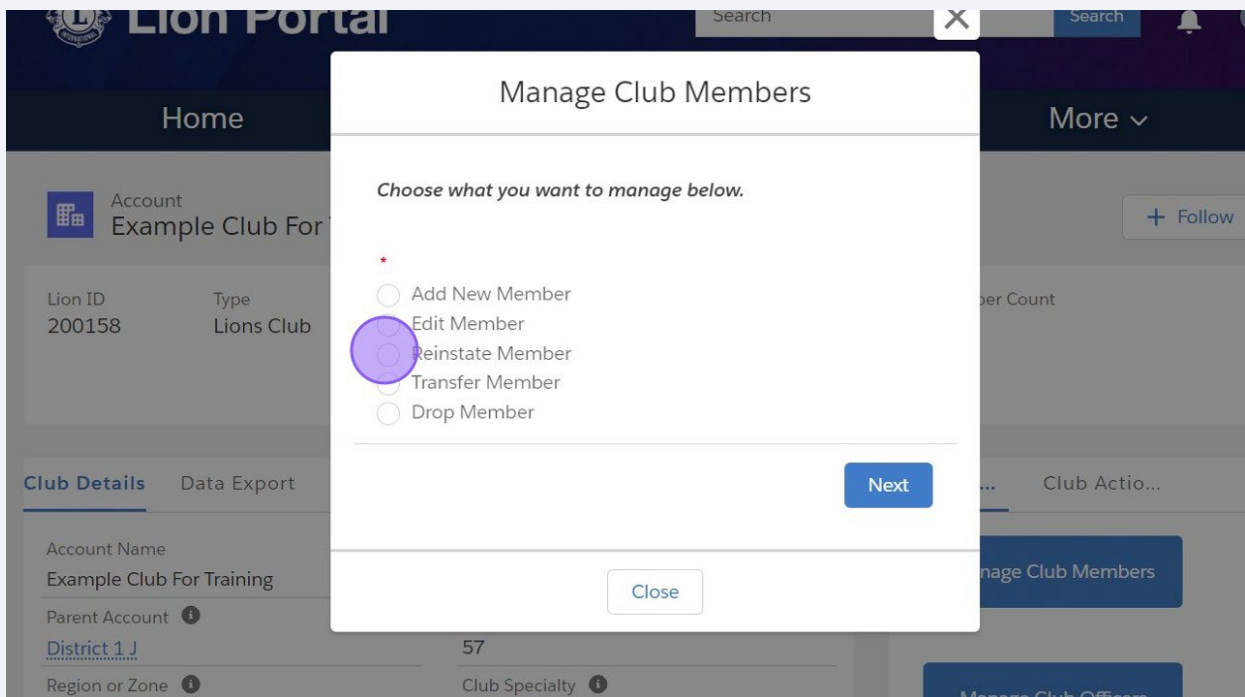 Lion Portal
Search
Search
Manage Club Members
Home
More
Choose what you want to manage below.
Account
Example Club For
+ Follow
*
Lion ID
Type
Count
Add New Member
200158
Lions Club
Edit Member
Reinstate Member
Transfer Member
Drop Member
Club Details
Data Export
Next
...
Club Actio...
Account Name
Example Club For Training
Club Members
Close
Parent Account
District 1 J
57
Region or Zone
Club Specialty
Manage Club Officers